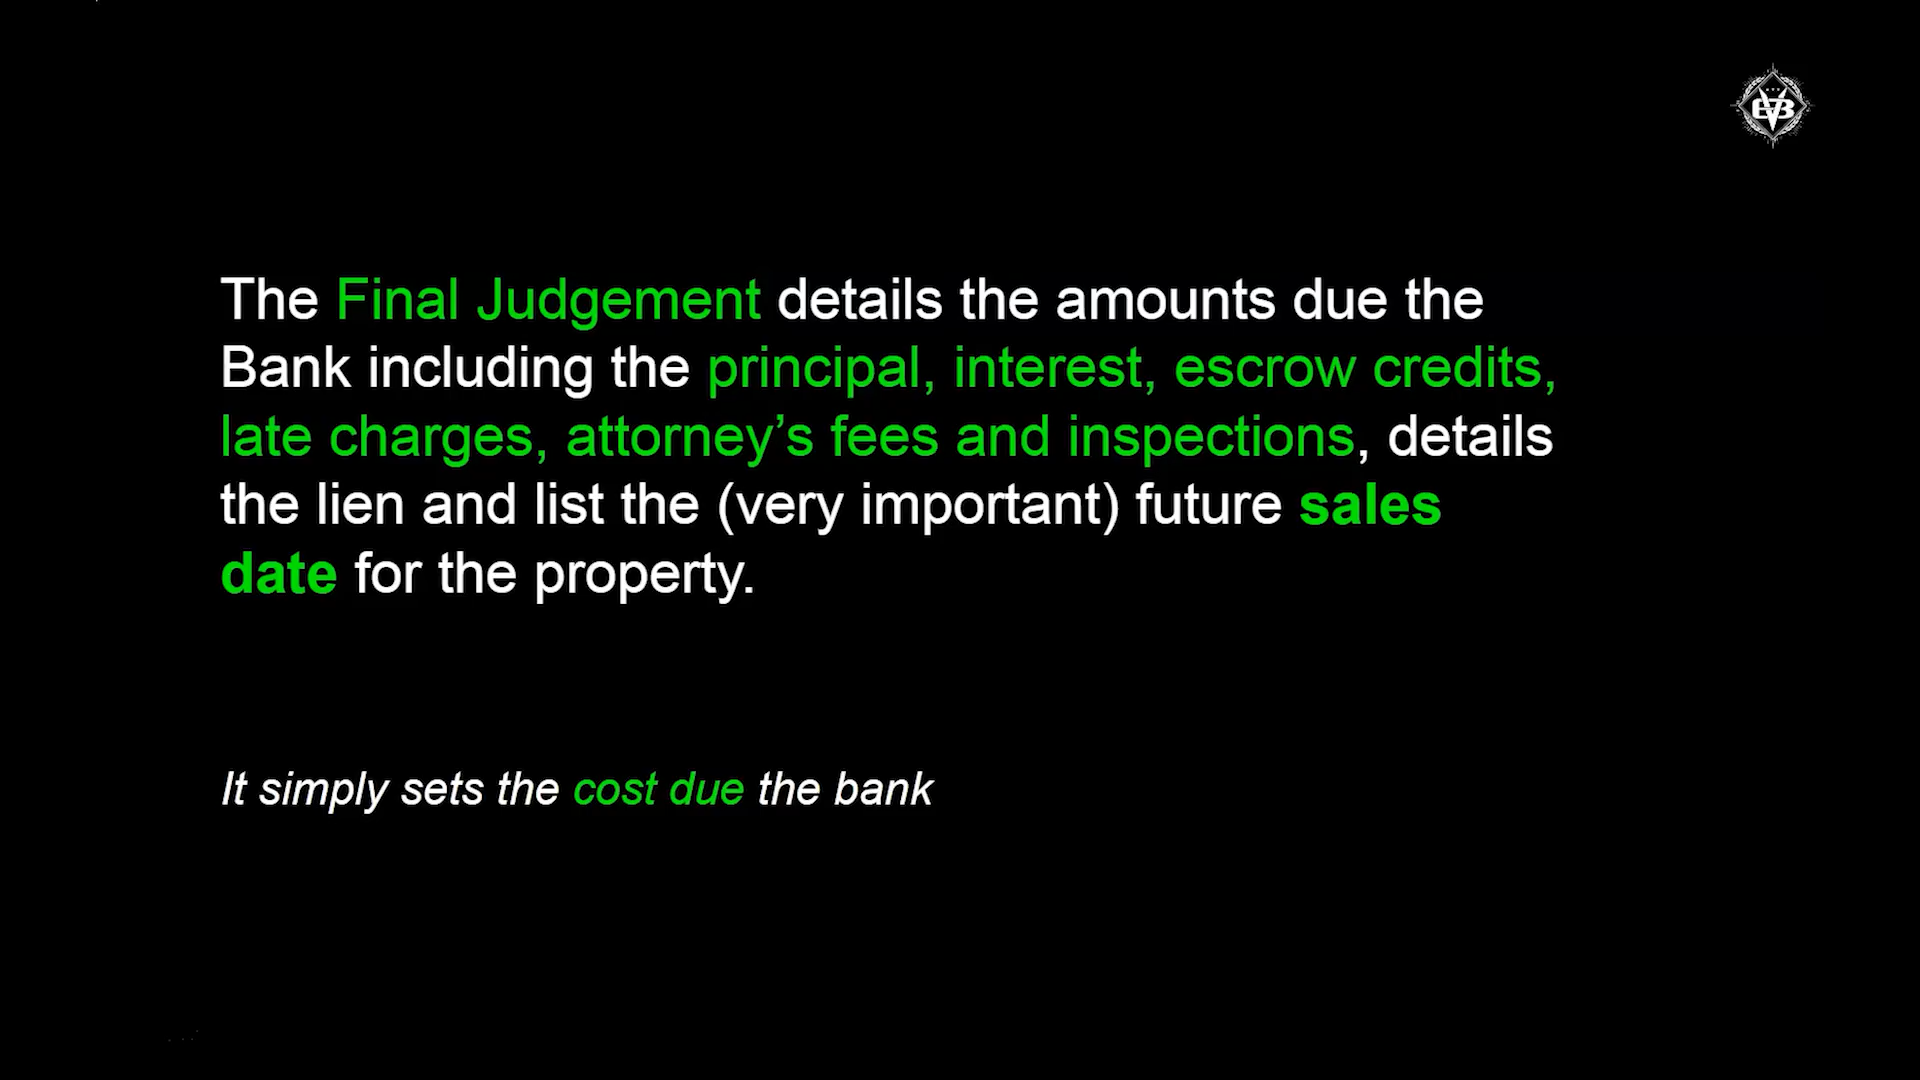 The Final Judgement details the amounts due the
Bank including the principal, interest, escrow credits,
late charges, attorney’s fees and inspections, details
the lien and list the (very important) future sales
date for the property.
It simply sets the cost due the bank